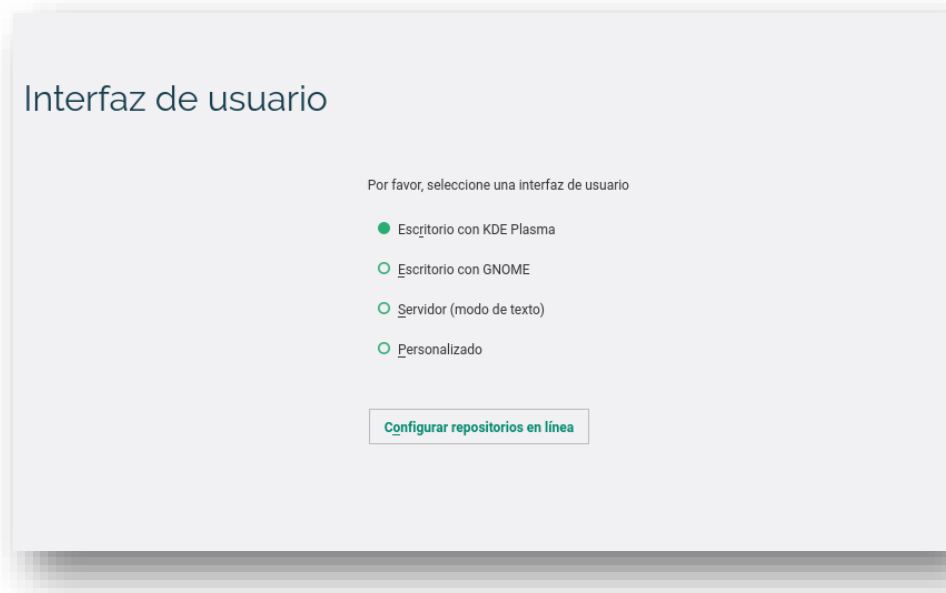 Interfaz de usuario
Por favor, seleccione una interfaz de usuario
Escritorio con KDE Plasma
Escritorio con GNOME
Servidor (modo de texto)
Personalizado
Configurar repositorios en línea